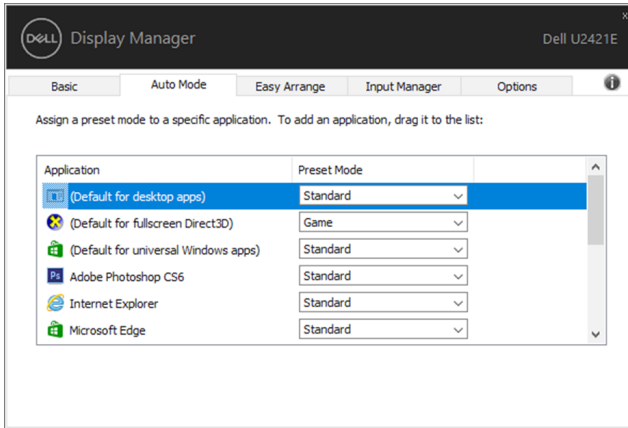 x
DELL Display Manager Dell U2421E
Basic Auto Mode Easy Arrange Input Manager Options i
Assign a preset mode to a specific application. To add an application, drag it to the list:
Application Preset Mode
(Default for desktop apps) Standard
(Default for fullscreen Direct3D) Game
(Default for universal Windows apps) Standard
Ps Adobe Photoshop CS6 Standard
Internet Explorer Standard
Microsoft Edge Standard